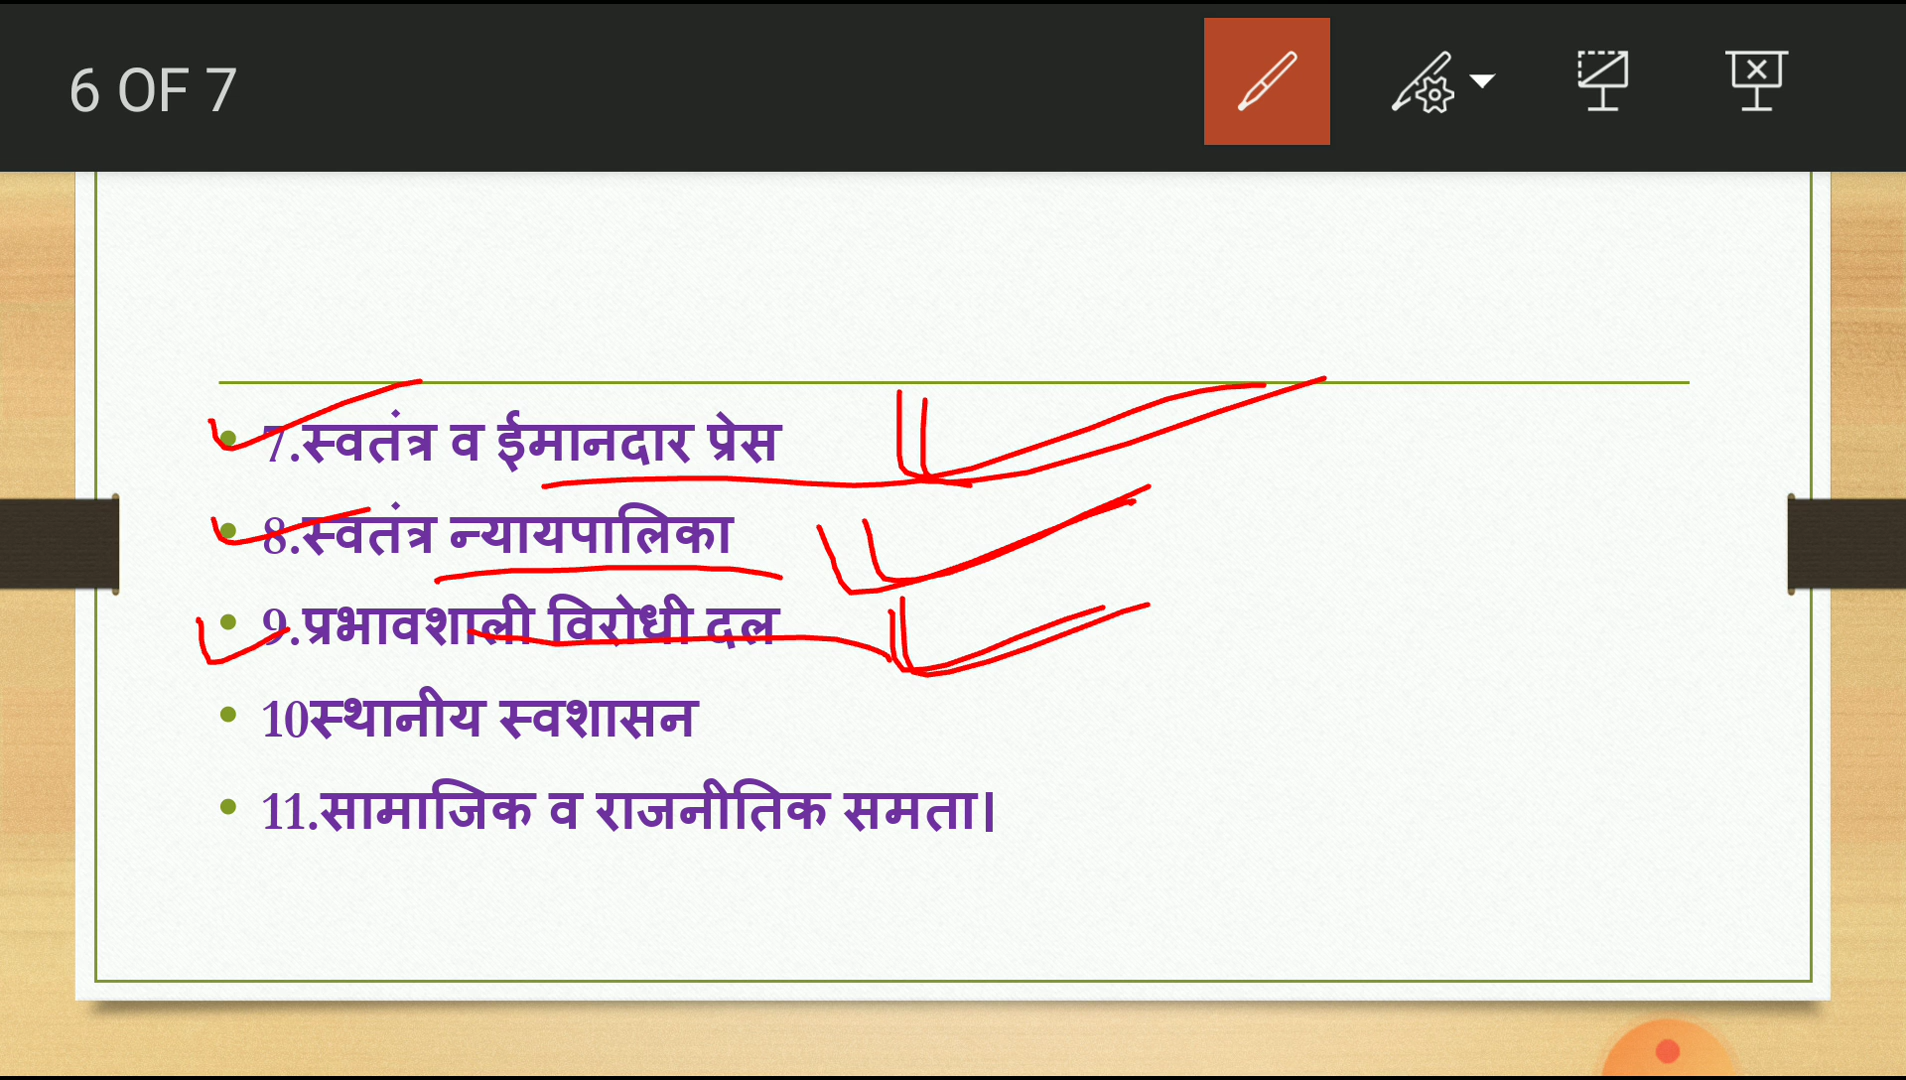 6 OF 7
7.स्वतंत्र व ईमानदार प्रेस
8.स्वतंत्र न्यायपालिका
9.प्रभावशाली विरोधी दल
10स्थानीय स्वशासन
11.सामाजिक व राजनीतिक समता।